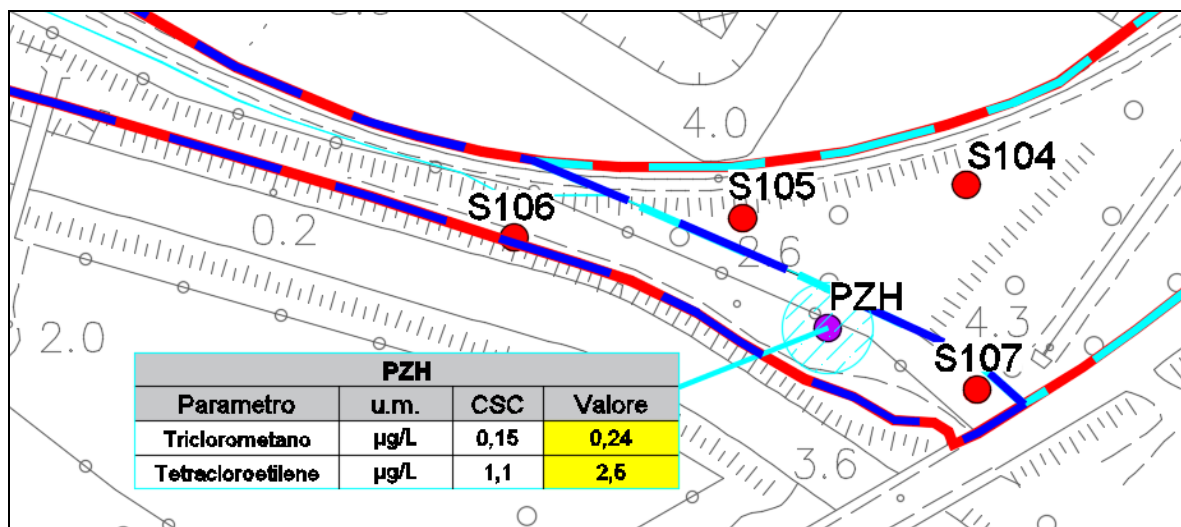 4.0
S104
S105
S106
0.2
2.6
PZH
4.3
2.0
S107
PZH
Parametro u.m. CSC Valore
Triclorometano µg/L 0,15 0,24
Tetracloroetilene µg/L 1,1 2,5
3.6